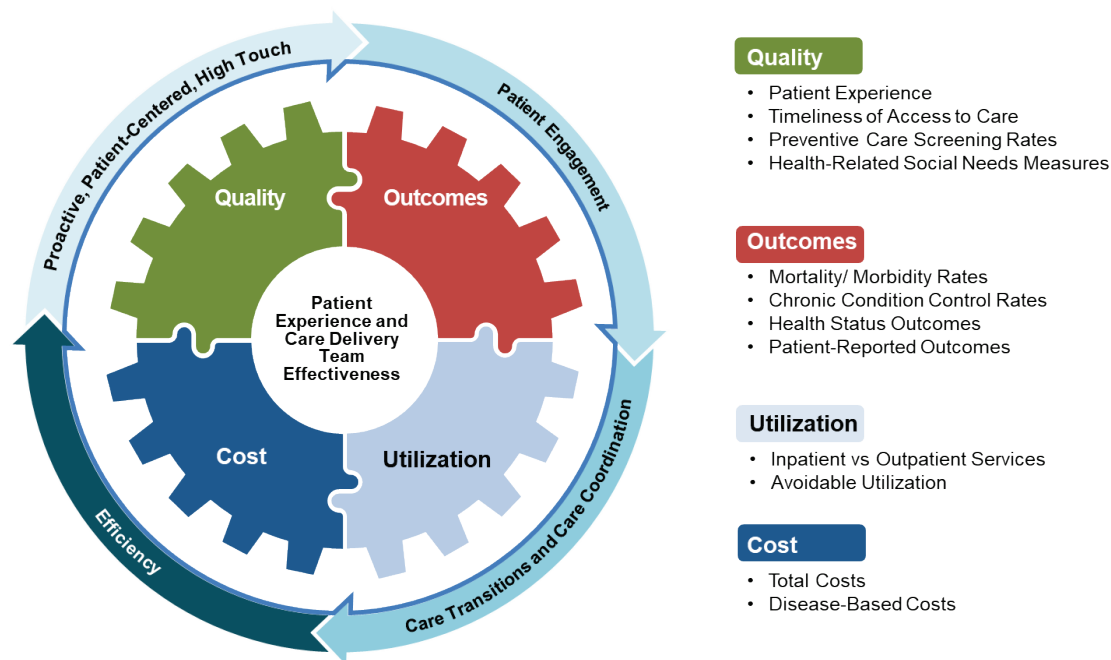 Proactive, Patient-Centered, High Touch
Patient Engagement
Care Transitions and Care Coordination
Efficiency
Quality
Outcomes
Cost
Utilization
Patient
Experience and
Care Delivery
Team
Effectiveness
Quality
• Patient Experience
• Timeliness of Access to Care
• Preventive Care Screening Rates
• Health-Related Social Needs Measures
Outcomes
• Mortality/ Morbidity Rates
• Chronic Condition Control Rates
• Health Status Outcomes
• Patient-Reported Outcomes
Utilization
• Inpatient vs Outpatient Services
• Avoidable Utilization
Cost
• Total Costs
• Disease-Based Costs